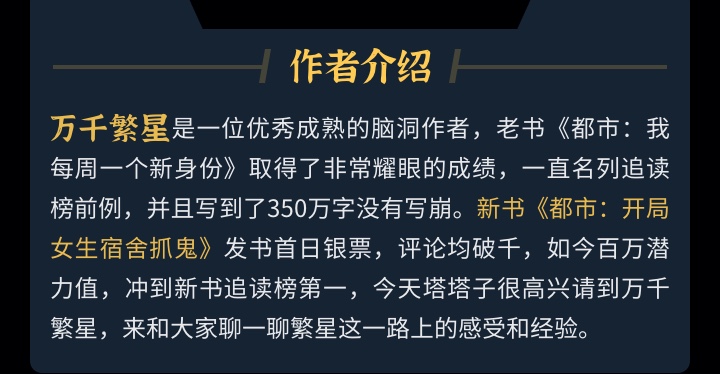 作者介绍
万千繁星是一位优秀成熟的脑洞作者，老书《都市：我
每周一个新身份》取得了非常耀眼的成绩，一直名列追读
榜前例，并且写到了350万字没有写崩。新书《都市：开局
女生宿舍抓鬼》发书首日银票，评论均破千，如今百万潜
力值，冲到新书追读榜第一，今天塔塔子很高兴请到万千
繁星，来和大家聊一聊繁星这一路上的感受和经验。